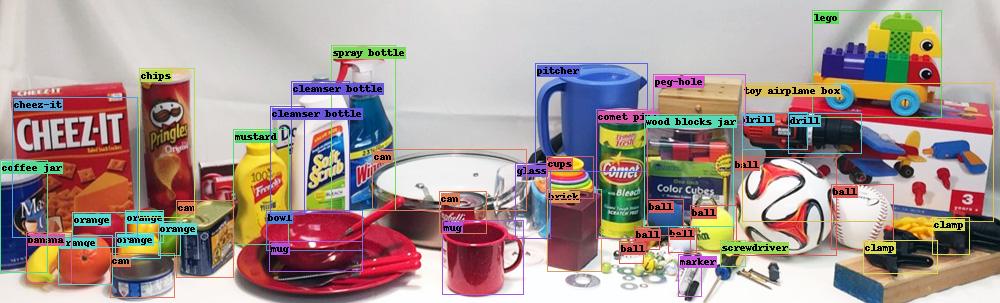 lego
spray bottle
chips
pitcher
peg-hole
cleanser bottle
toy airplane box
cheez-it
cleanser bottle
comet pi
wood blocks jar
drill
drill
mustard
CHEEZ-IT
Pringles
Soft
Scrub
Comet
with Bleach
Color Cubes
French's
can
cups
glass
ball
coffee jar
brick
ball
can
can
ball
ball
bowl
orange
orange
orange
mug
clamp
banana
orange
orange
mug
ball
ball
ball
screwdriver
clamp
can
marker
3